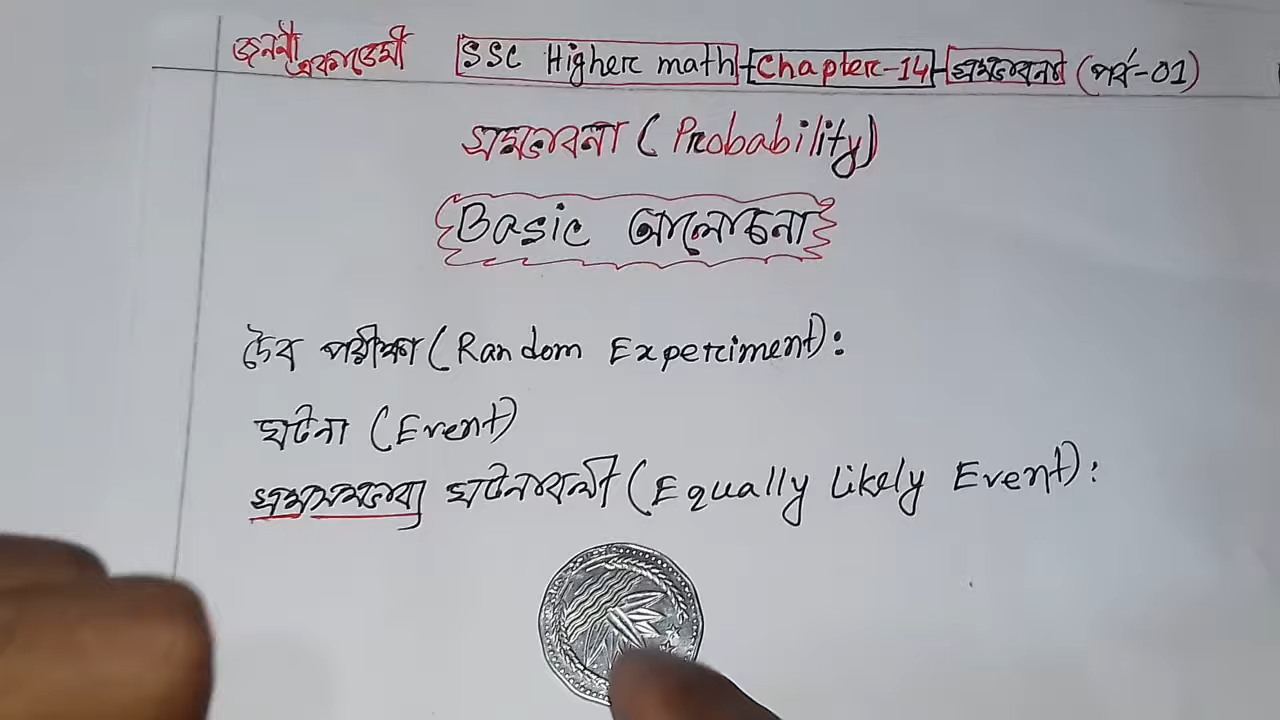 জননী একাডেমী SSC Higher math - Chapter-14 - সম্ভাবনা (পর্ব-01)
সম্ভাবনা (Probability)
Basic আলোচনা
দৈব পরীক্ষা (Random Experiment):
ঘটনা (Event)
সমসম্ভাব্য ঘটনাবলী (Equally Likely Event):